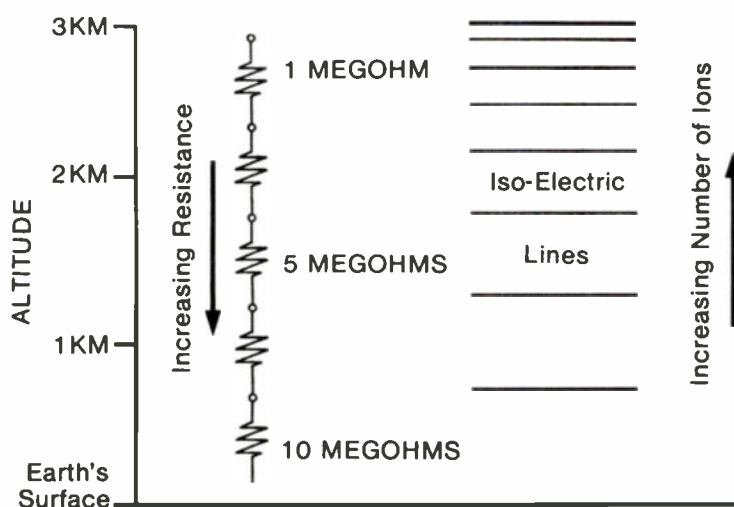 3KM
1 MEGOHM
2KM
Iso-Electric
5 MEGOHMS
Lines
1KM
10 MEGOHMS
Earth's
Surface
ALTITUDE
Increasing Resistance
Increasing Number of Ions